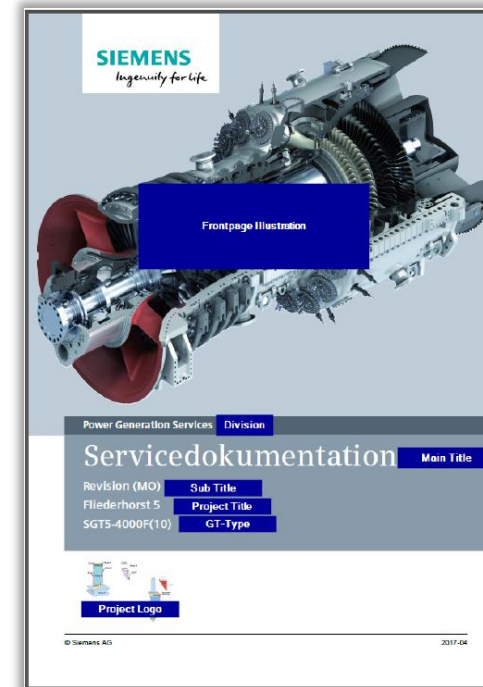 SIEMENS
Ingenuity for life
Frontpage Illustration
Power Generation Services Division
Servicedokumentation Main Title
Revision (MO) Sub Title
Fliederhorst 5 Project Title
SGT5-4000F(10) GT-Type
Project Logo
© Siemens AG 2017-04